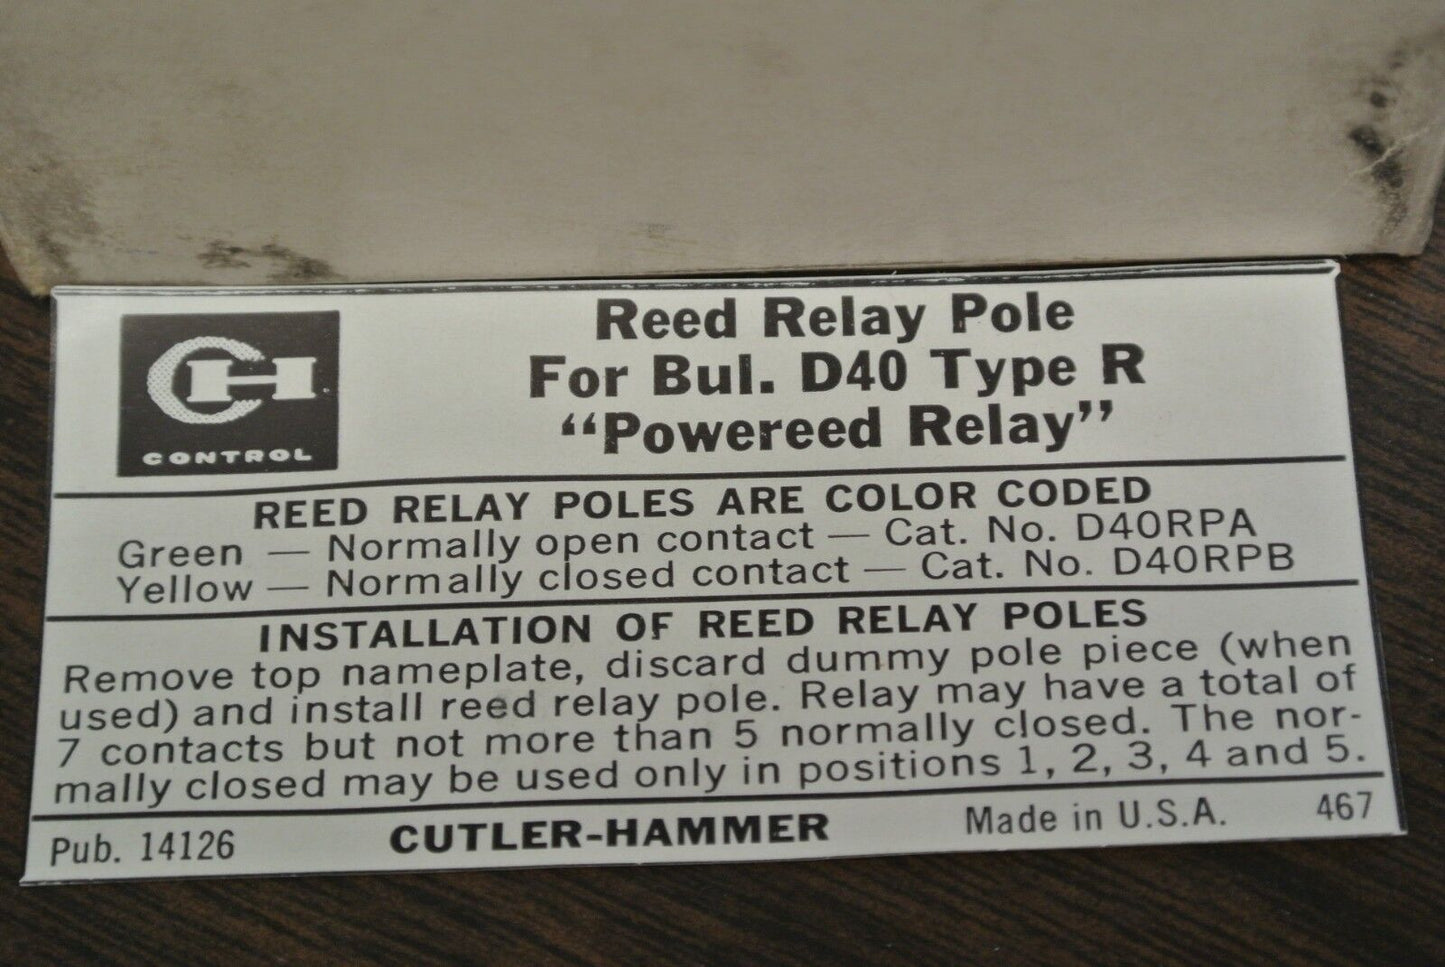 CH
CONTROL
Reed Relay Pole
For Bul. D40 Type R
“Powereed Relay”
REED RELAY POLES ARE COLOR CODED
Green — Normally open contact — Cat. No. D40RPA
Yellow — Normally closed contact — Cat. No. D40RPB
INSTALLATION OF REED RELAY POLES
Remove top nameplate, discard dummy pole piece (when
used) and install reed relay pole. Relay may have a total of
7 contacts but not more than 5 normally closed. The nor-
mally closed may be used only in positions 1, 2, 3, 4 and 5.
Pub. 14126 CUTLER-HAMMER Made in U.S.A. 467